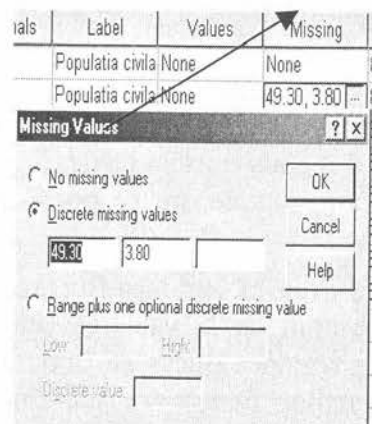 nals Label Values Missing
Populatia civila None None
Populatia civila None 49.30, 3.80 ...
Missing Values ? ×
No missing values OK
Discrete missing values Cancel
49.30 3.80 Help
Range plus one optional discrete missing value
Low: High:
Discrete value: